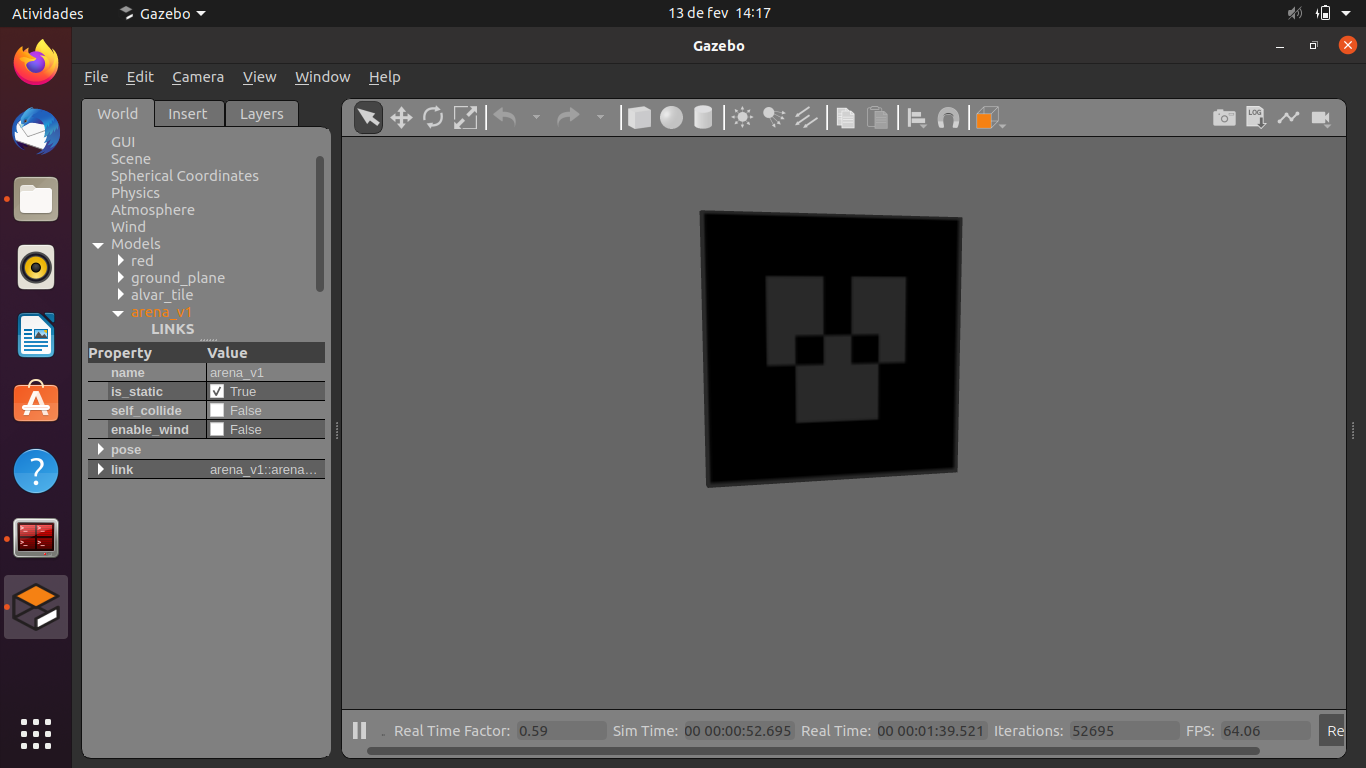 Atividades
Gazebo
13 de fev 14:17
Gazebo
File Edit Camera View Window Help
World Insert Layers
GUI
Scene
Spherical Coordinates
Physics
Atmosphere
Wind
Models
red
ground_plane
alvar_tile
arena_v1
LINKS
Property Value
name arena_v1
is_static True
self_collide False
enable_wind False
pose
link arena_v1::arena…
LOG
Real Time Factor: 0.59 Sim Time: 00 00:00:52.695 Real Time: 00 00:01:39.521 Iterations: 52695 FPS: 64.06 Re